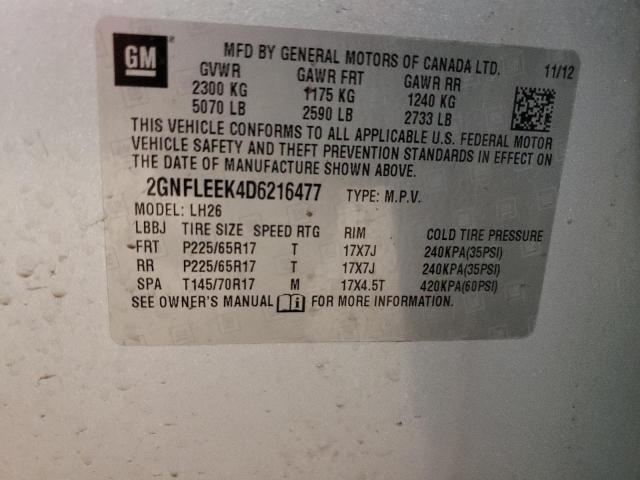 GM
MFD BY GENERAL MOTORS OF CANADA LTD. 11/12
GVWR GAWR FRT GAWR RR
2300 KG 1175 KG 1240 KG
5070 LB 2590 LB 2733 LB
THIS VEHICLE CONFORMS TO ALL APPLICABLE U.S. FEDERAL MOTOR
VEHICLE SAFETY AND THEFT PREVENTION STANDARDS IN EFFECT ON
THE DATE OF MANUFACTURE SHOWN ABOVE.
2GNFLEEK4D6216477 TYPE: M.P.V.
MODEL: LH26
LBBJ TIRE SIZE SPEED RTG RIM COLD TIRE PRESSURE
FRT P225/65R17 T 17X7J 240KPA(35PSI)
RR P225/65R17 T 17X7J 240KPA(35PSI)
SPA T145/70R17 M 17X4.5T 420KPA(60PSI)
SEE OWNER'S MANUAL FOR MORE INFORMATION.